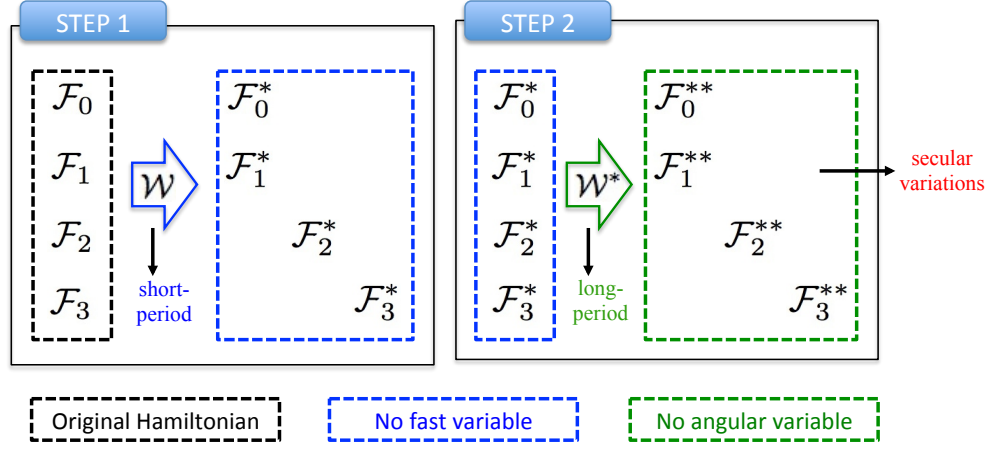 STEP 1
ℱ₀
ℱ₁
ℱ₂
ℱ₃
𝒲
short-
period
ℱ₀*
ℱ₁*
ℱ₂*
ℱ₃*
STEP 2
ℱ₀*
ℱ₁*
ℱ₂*
ℱ₃*
𝒲*
long-
period
ℱ₀**
ℱ₁**
ℱ₂**
ℱ₃**
secular
variations
Original Hamiltonian
No fast variable
No angular variable